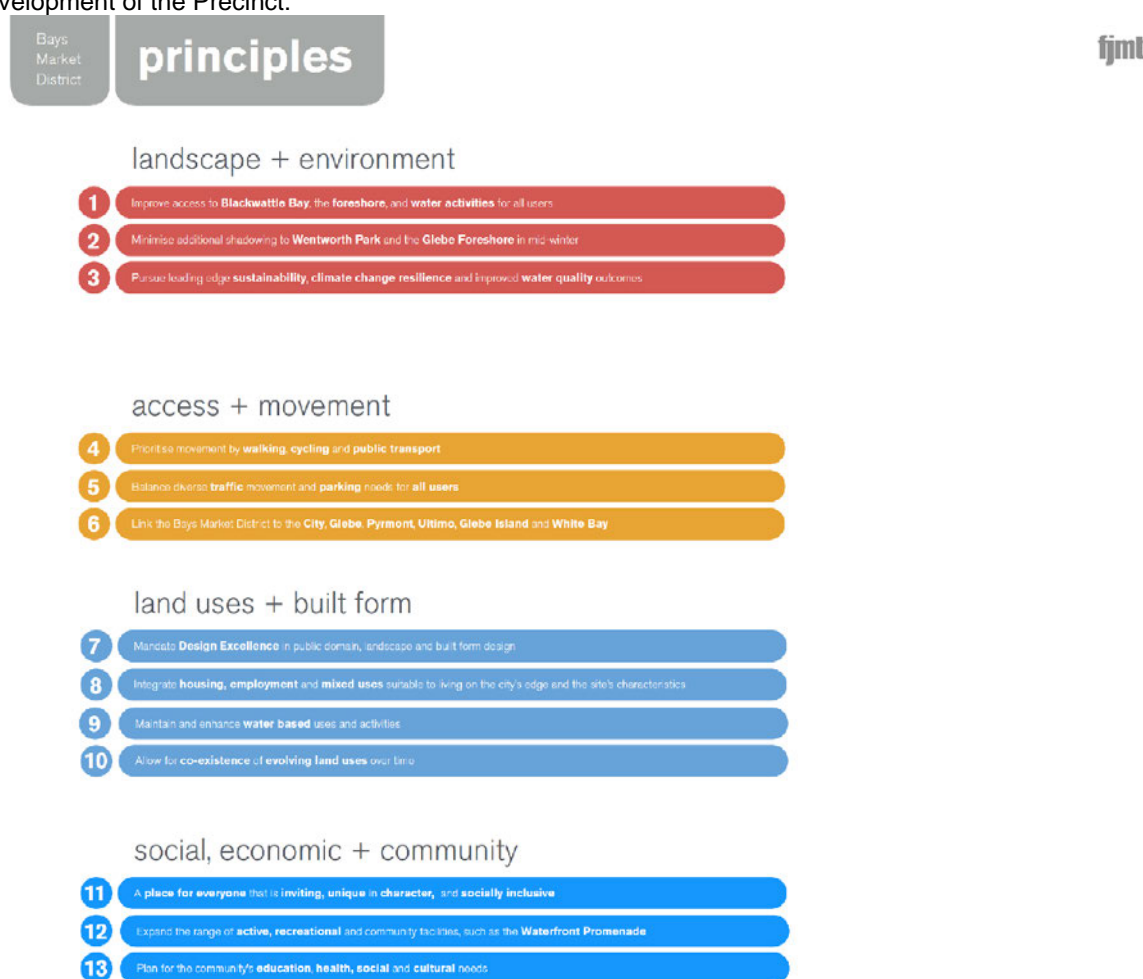 velopment of the Precinct.
Bays
Market
District
principles
fjmt
landscape + environment
1 Improve access to Blackwattle Bay, the foreshore, and water activities for all users
2 Minimise additional shadowing to Wentworth Park and the Glebe Foreshore in mid-winter
3 Pursue leading edge sustainability, climate change resilience and improved water quality outcomes
access + movement
4 Prioritise movement by walking, cycling and public transport
5 Balance diverse traffic movement and parking needs for all users
6 Link the Bays Market District to the City, Glebe, Pyrmont, Ultimo, Glebe Island and White Bay
land uses + built form
7 Mandate Design Excellence in public domain, landscape and built form design
8 Integrate housing, employment and mixed uses suitable to living on the city's edge and the site's characteristics
9 Maintain and enhance water based uses and activities
10 Allow for co-existence of evolving land uses over time
social, economic + community
11 A place for everyone that is inviting, unique in character, and socially inclusive
12 Expand the range of active, recreational and community facilities, such as the Waterfront Promenade
13 Plan for the community's education, health, social and cultural needs